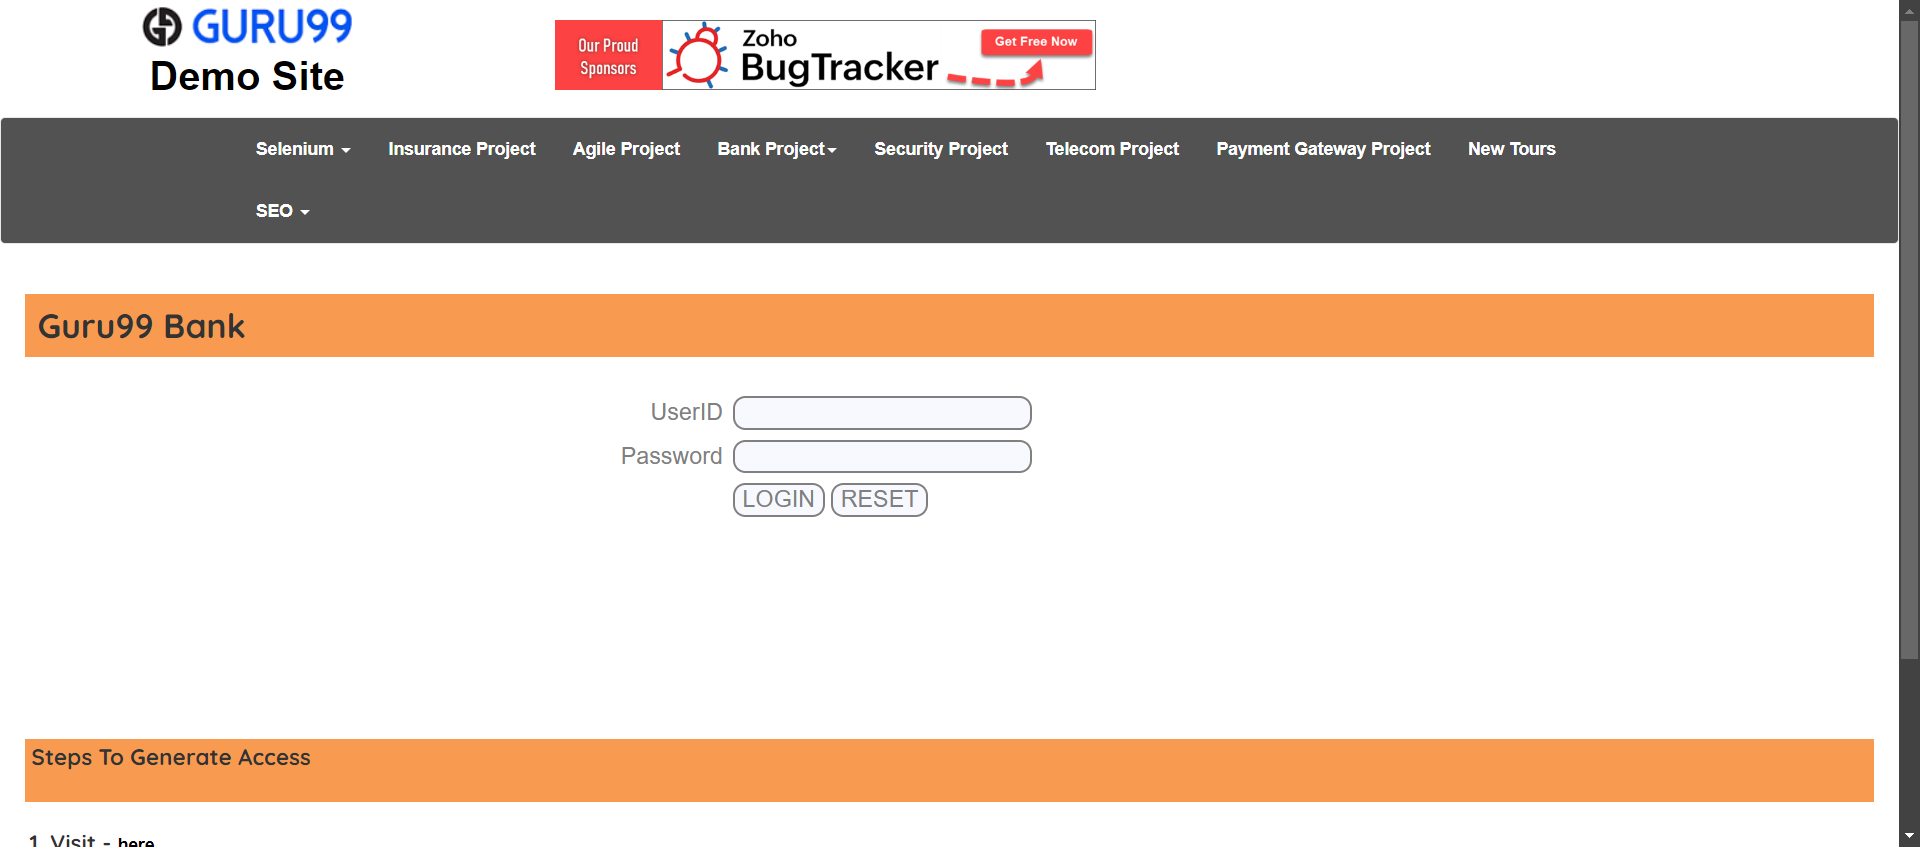 GURU99
Demo Site
Our Proud
Sponsors
Zoho
BugTracker
Get Free Now
Selenium
Insurance Project
Agile Project
Bank Project
Security Project
Telecom Project
Payment Gateway Project
New Tours
SEO
Guru99 Bank
UserID
Password
LOGIN RESET
Steps To Generate Access
1. Visit - here